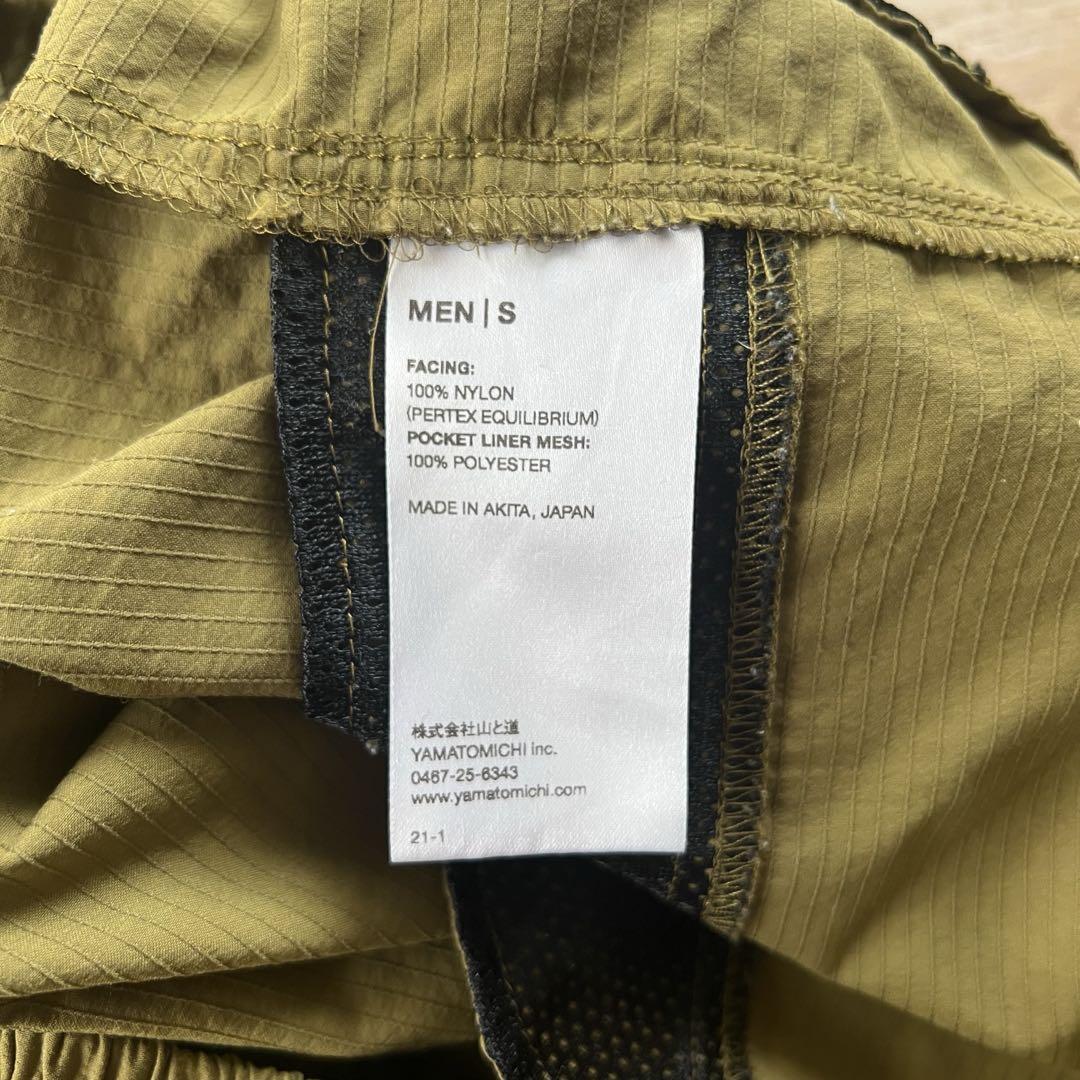 MEN | S
FACING:
100% NYLON
(PERTEX EQUILIBRIUM)
POCKET LINER MESH:
100% POLYESTER
MADE IN AKITA, JAPAN
株式会社山と道
YAMATOMICHI inc.
0467-25-6343
www.yamatomichi.com
21-1